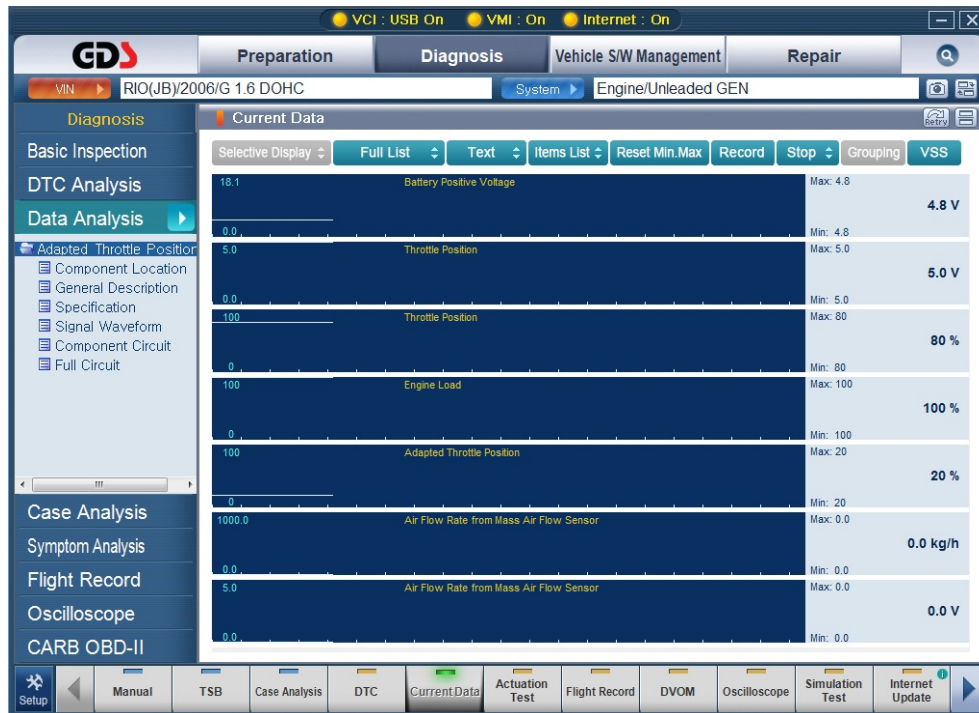 VCI : USB On VMI : On Internet : On
GDS Preparation Diagnosis Vehicle S/W Management Repair
VIN RIO(JB)/2006/G 1.6 DOHC System Engine/Unleaded GEN
Diagnosis
Basic Inspection
DTC Analysis
Data Analysis
Adapted Throttle Position
Component Location
General Description
Specification
Signal Waveform
Component Circuit
Full Circuit
Case Analysis
Symptom Analysis
Flight Record
Oscilloscope
CARB OBD-II
Current Data Retry
Selective Display Full List Text Items List Reset Min.Max Record Stop Grouping VSS
18.1 Battery Positive Voltage Max: 4.8
4.8 V
0.0 Min: 4.8
5.0 Throttle Position Max: 5.0
5.0 V
0.0 Min: 5.0
100 Throttle Position Max: 80
80 %
0 Min: 80
100 Engine Load Max: 100
100 %
0 Min: 100
100 Adapted Throttle Position Max: 20
20 %
0 Min: 20
1000.0 Air Flow Rate from Mass Air Flow Sensor Max: 0.0
0.0 kg/h
0.0 Min: 0.0
5.0 Air Flow Rate from Mass Air Flow Sensor Max: 0.0
0.0 V
0.0 Min: 0.0
Setup Manual TSB Case Analysis DTC Current Data Actuation Test Flight Record DVOM Oscilloscope Simulation Test Internet Update